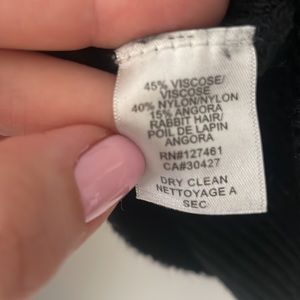 45% VISCOSE/
VISCOSE
40% NYLON/NYLON
15% ANGORA
RABBIT HAIR/
POIL DE LAPIN
ANGORA
RN#127461
CA#30427
DRY CLEAN
NETTOYAGE A
SEC